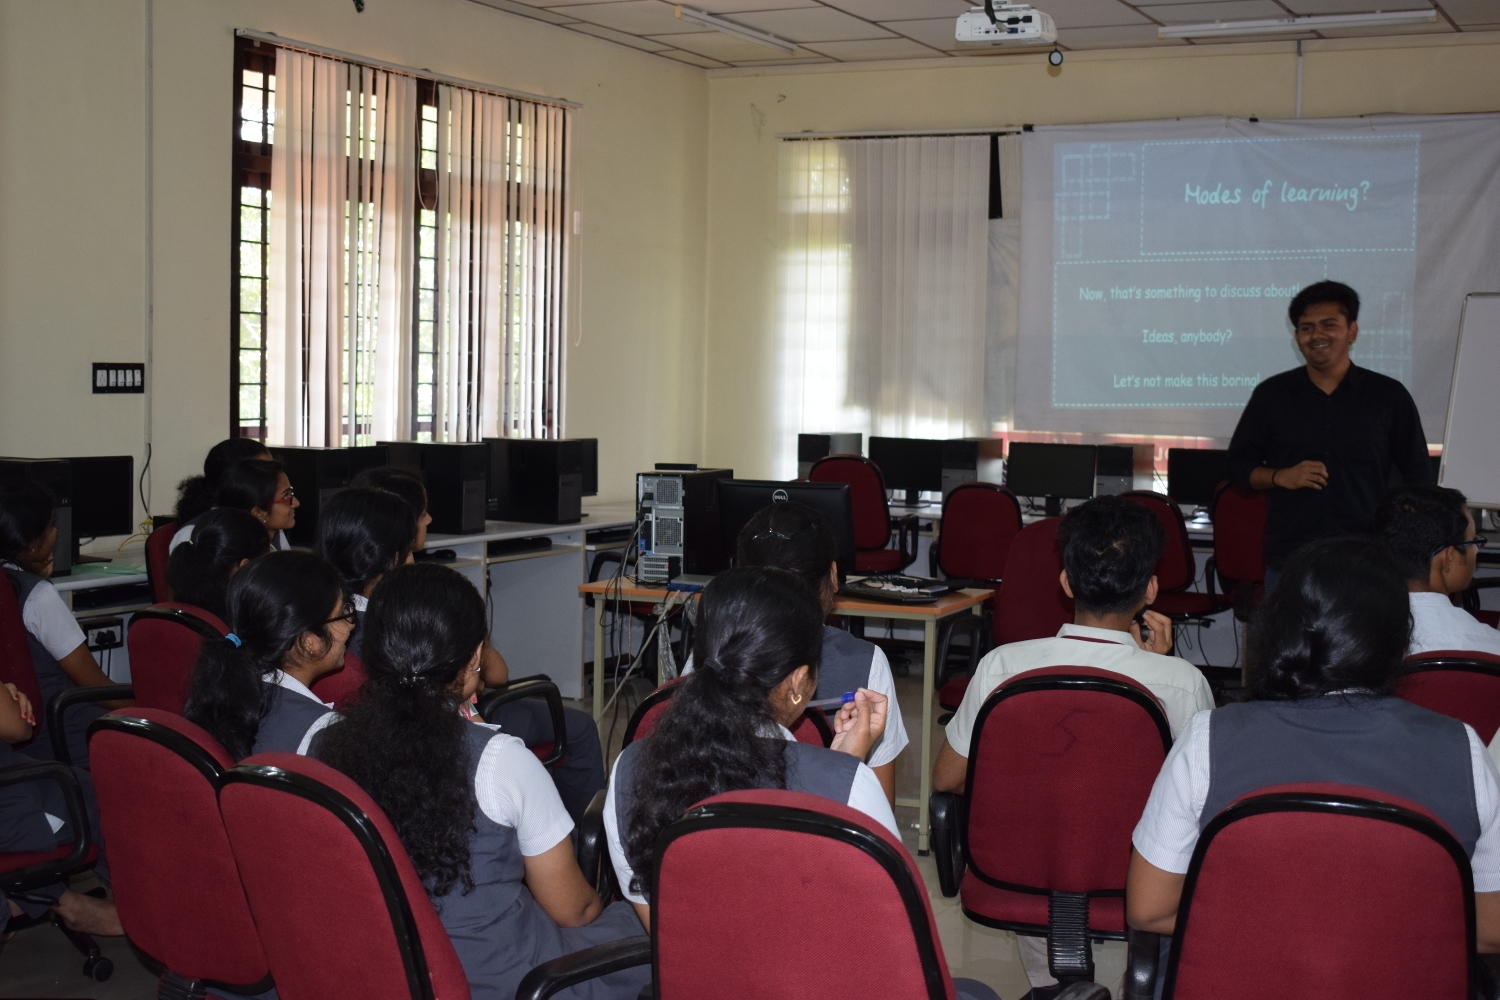 Modes of learning?
Now, that's something to discuss about!
Ideas, anybody?
Let's not make this boring!
DELL